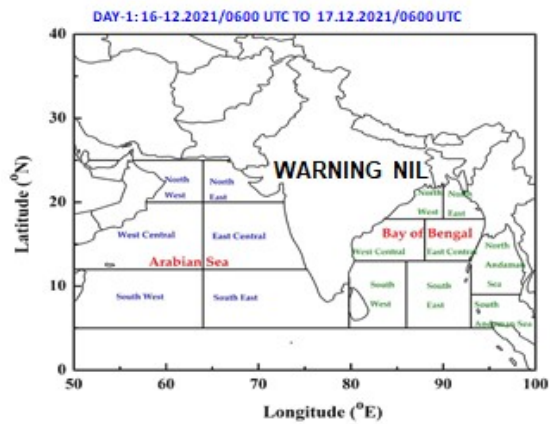 DAY-1: 16-12.2021/0600 UTC TO 17.12.2021/0600 UTC
40
30
20
10
0
Latitude (°N)
WARNING NIL
North West
North East
West Central
East Central
Arabian Sea
South West
South East
North West
North East
Bay of Bengal
West Central
East Central
South West
South East
North Andaman Sea
South Andaman Sea
50 60 70 80 90 100
Longitude (°E)